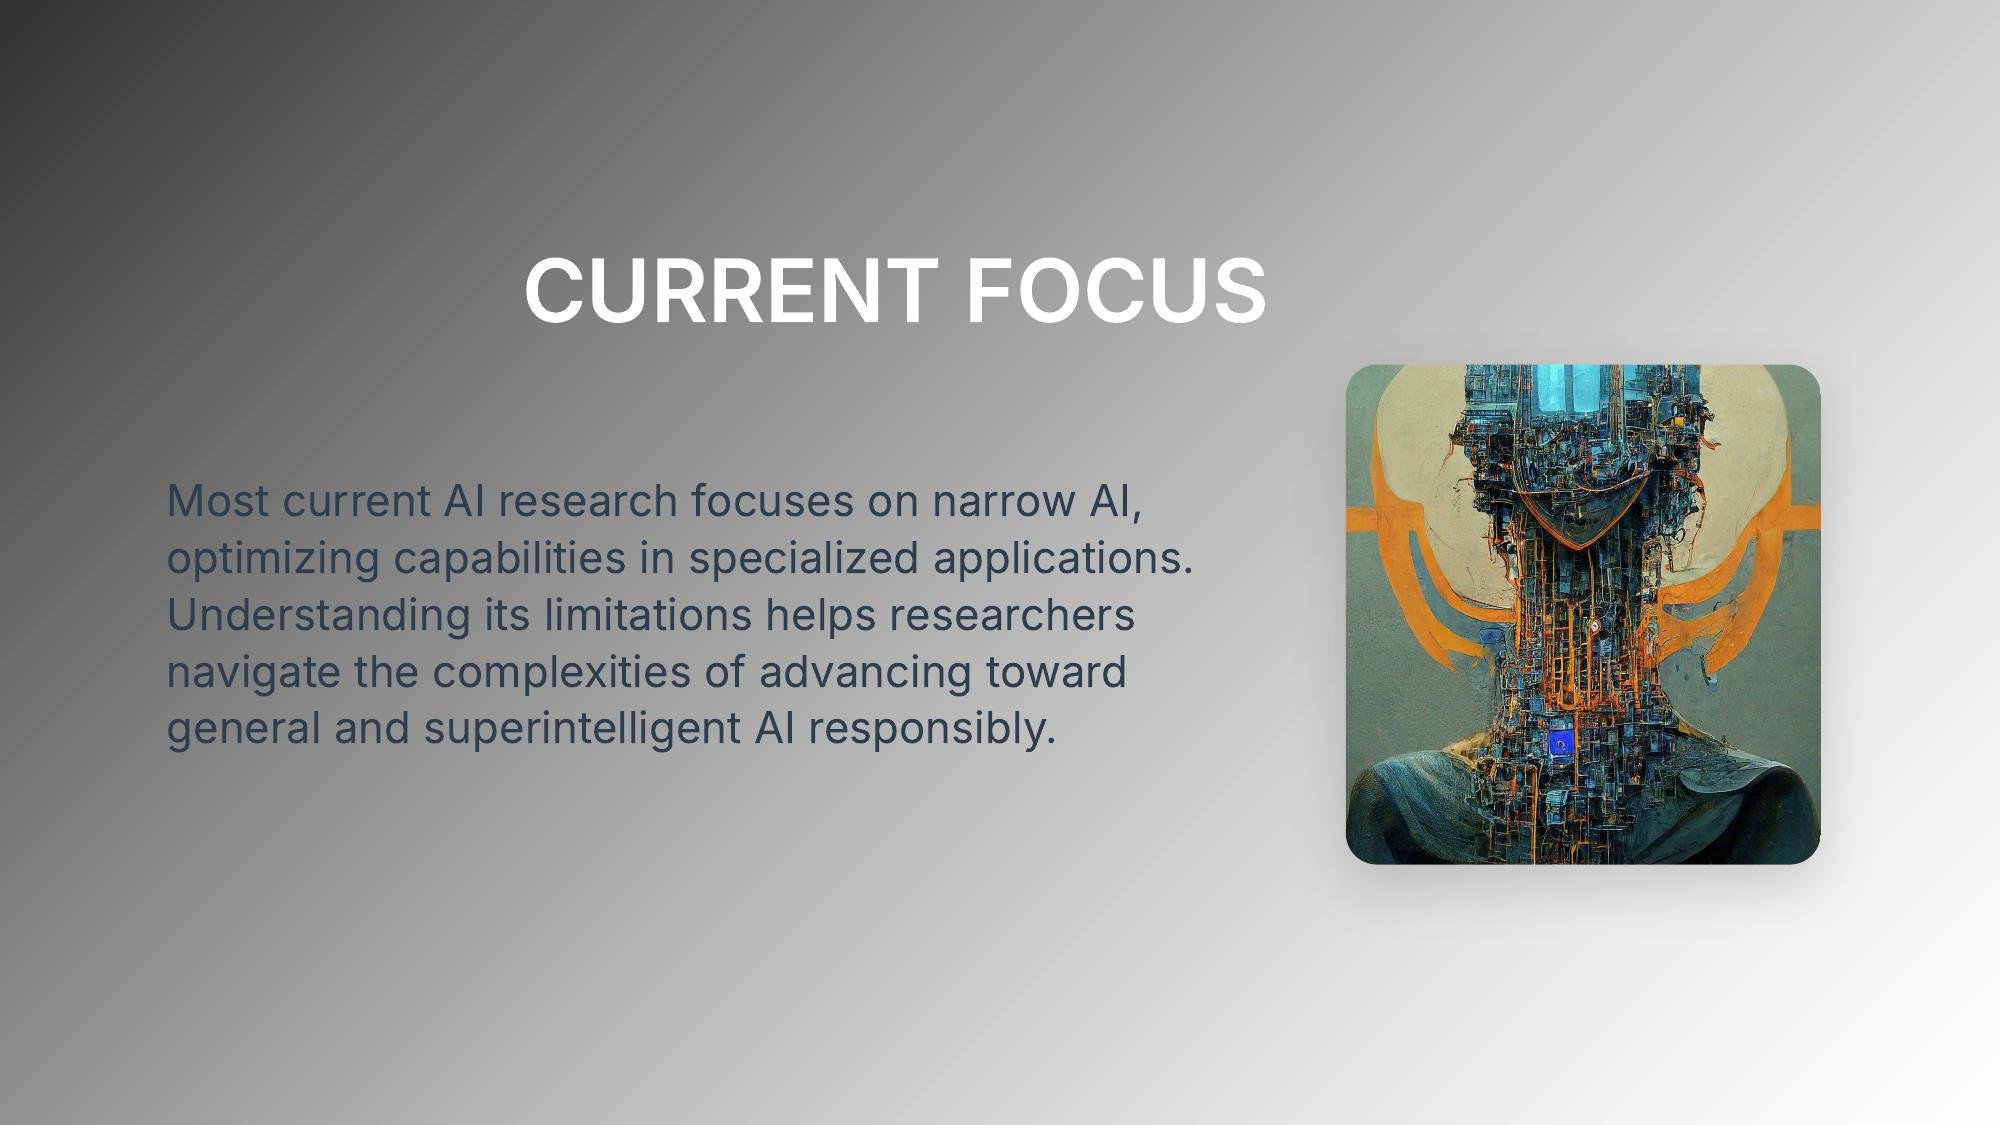 CURRENT FOCUS
Most current AI research focuses on narrow AI,
optimizing capabilities in specialized applications.
Understanding its limitations helps researchers
navigate the complexities of advancing toward
general and superintelligent AI responsibly.